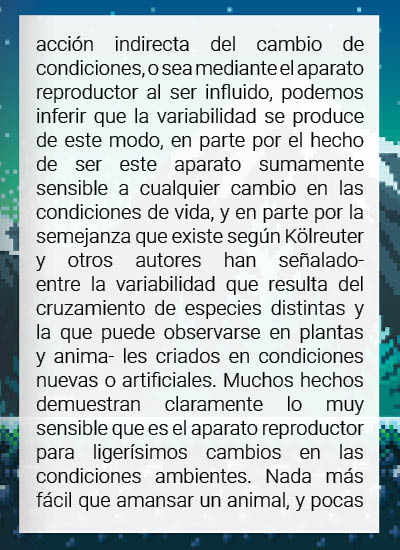 acción indirecta del cambio de
condiciones, o sea mediante el aparato
reproductor al ser influido, podemos
inferir que la variabilidad se produce
de este modo, en parte por el hecho
de ser este aparato sumamente
sensible a cualquier cambio en las
condiciones de vida, y en parte por la
semejanza que existe según Kölreuter
y otros autores han señalado-
entre la variabilidad que resulta del
cruzamiento de especies distintas y
la que puede observarse en plantas
y anima- les criados en condiciones
nuevas o artificiales. Muchos hechos
demuestran claramente lo muy
sensible que es el aparato reproductor
para ligerísimos cambios en las
condiciones ambientes. Nada más
fácil que amansar un animal, y pocas